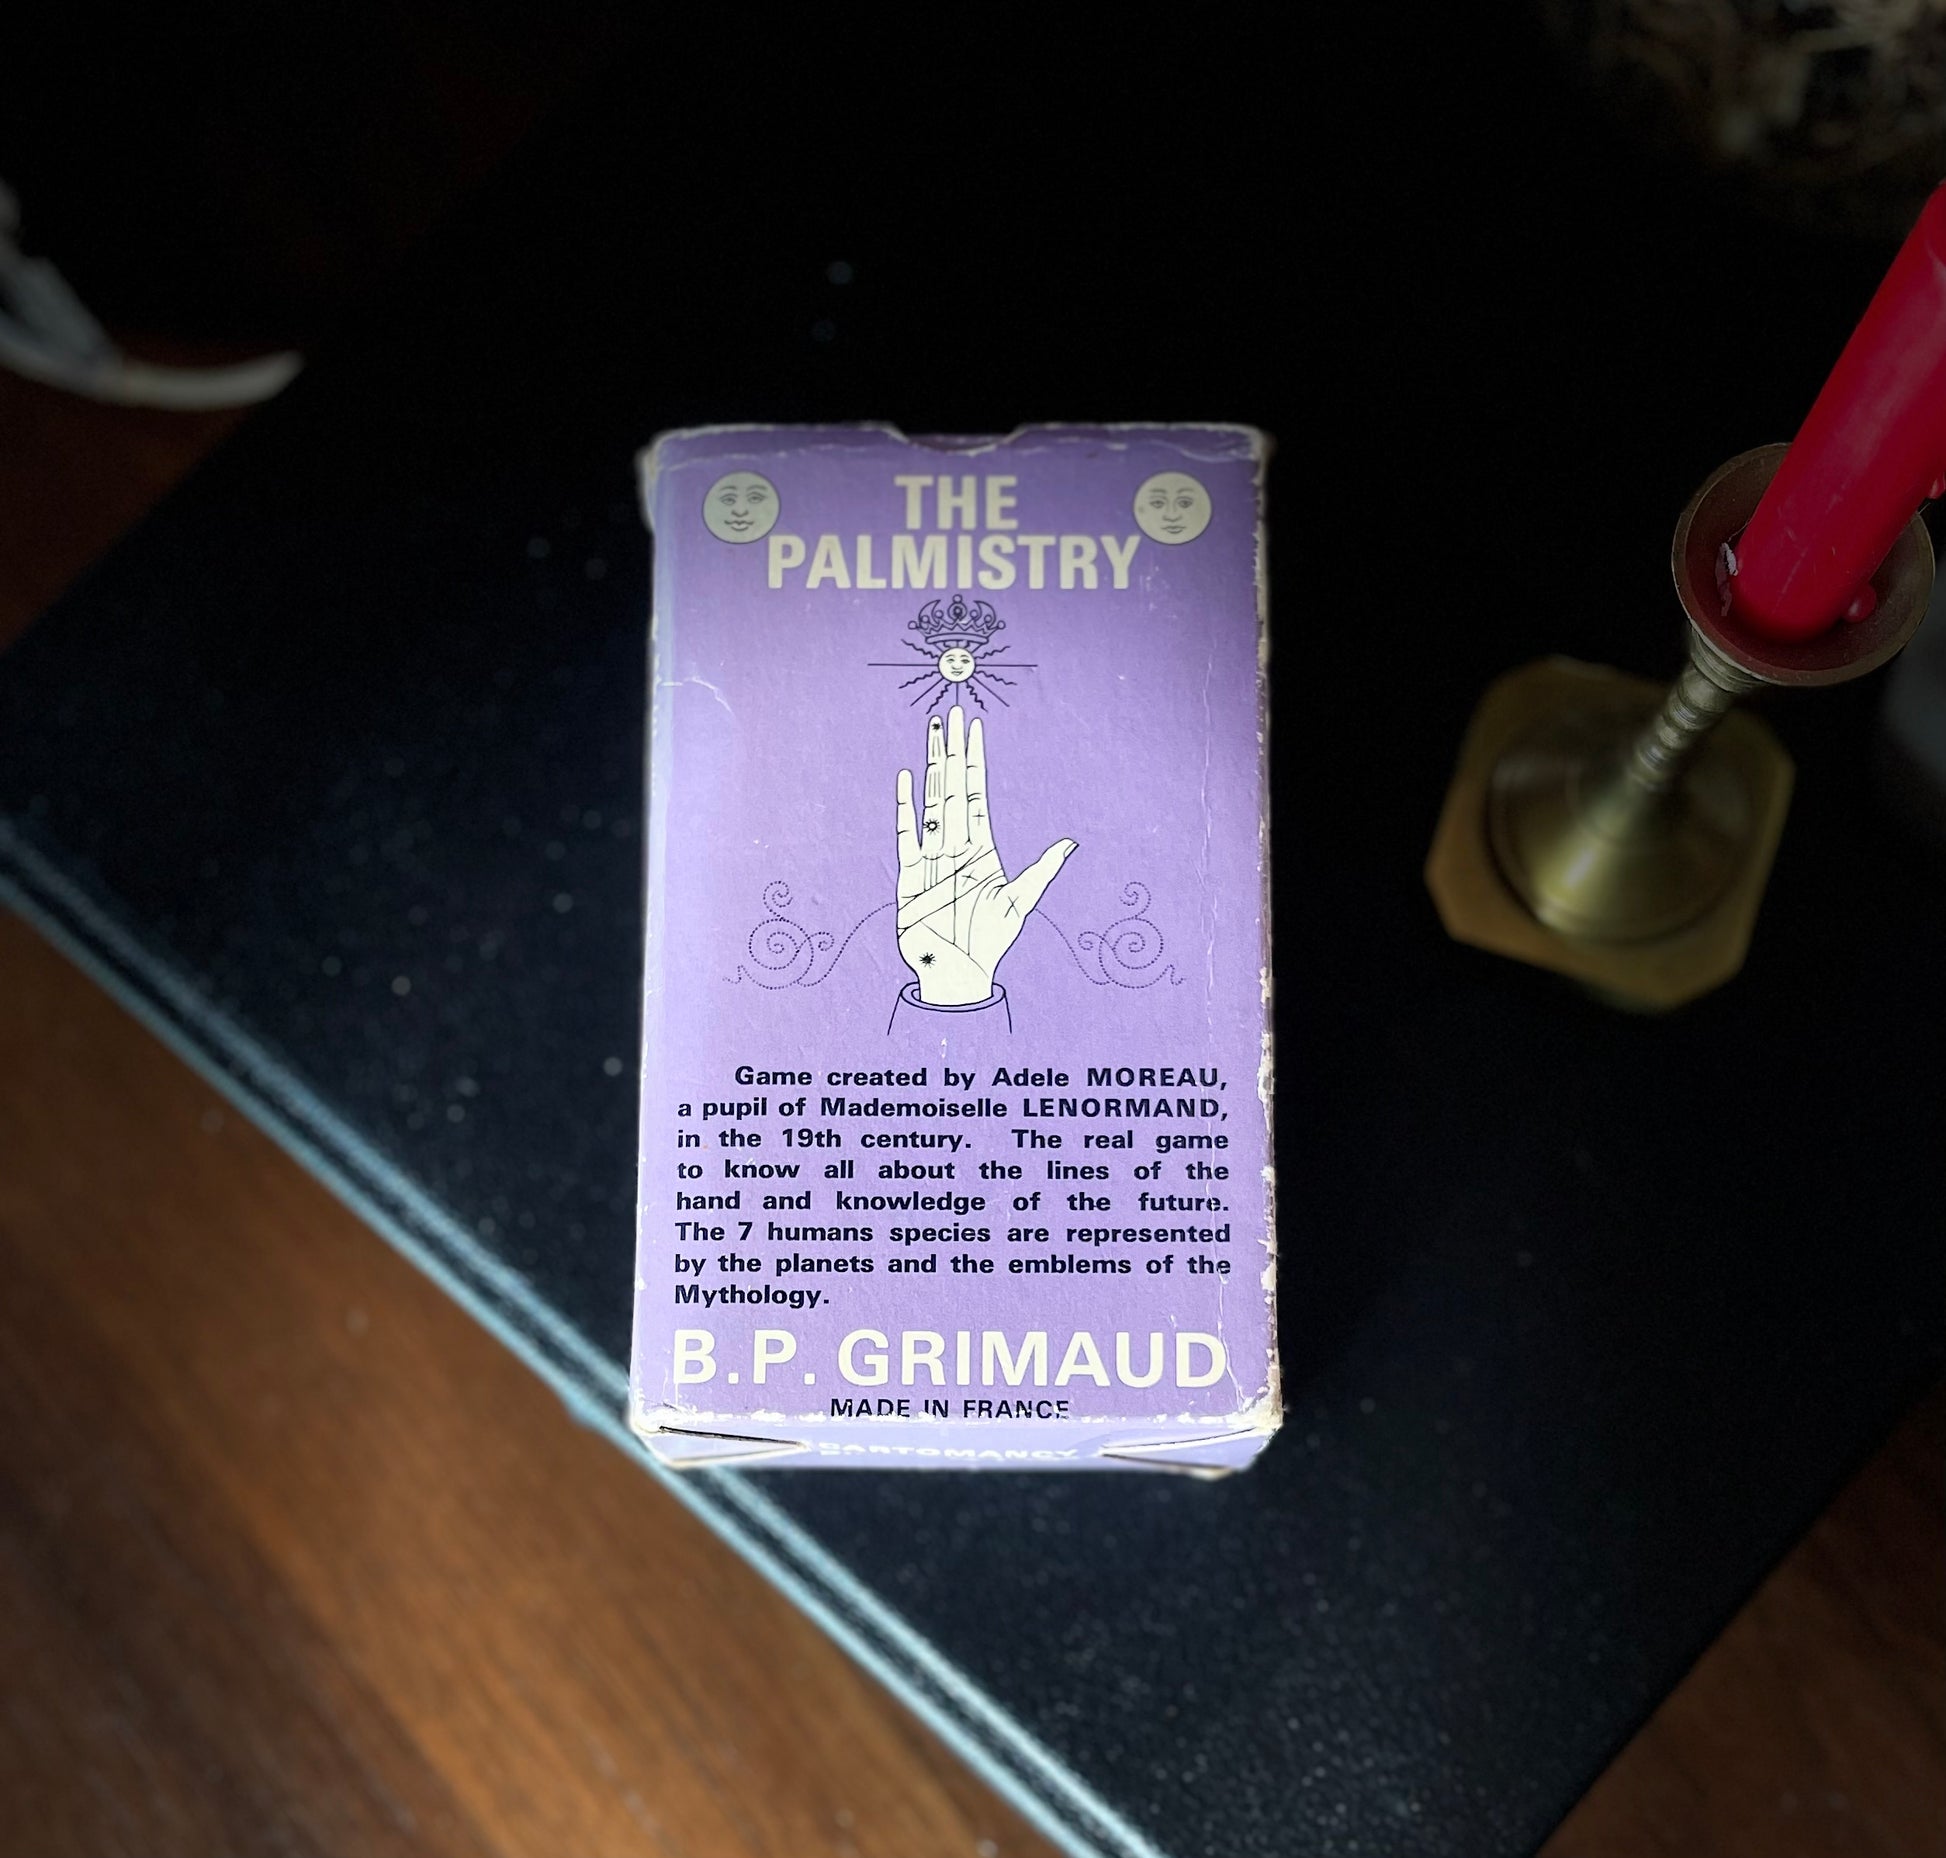 THE
PALMISTRY
Game created by Adele MOREAU,
a pupil of Mademoiselle LENORMAND,
in the 19th century. The real game
to know all about the lines of the
hand and knowledge of the future.
The 7 humans species are represented
by the planets and the emblems of the
Mythology.
B.P. GRIMAUD
MADE IN FRANCE
CARTOMANCY